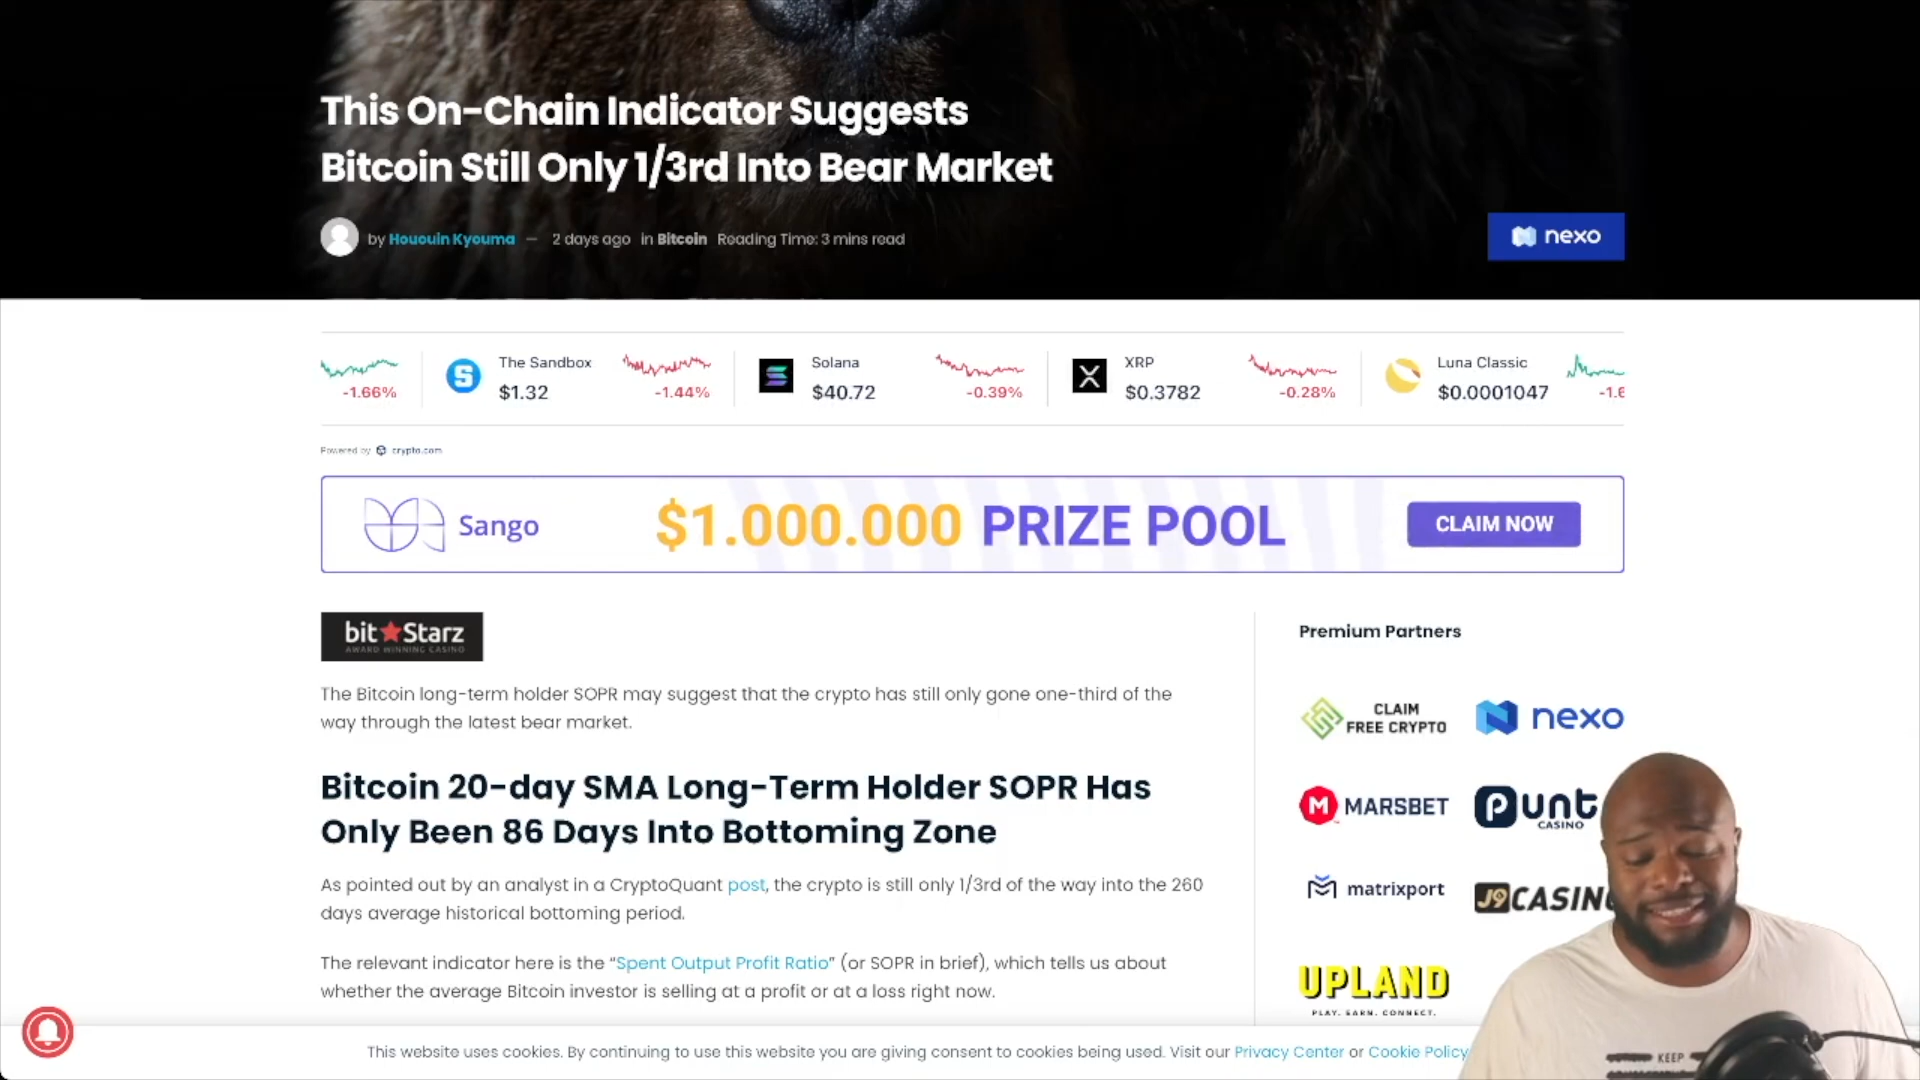 This On-Chain Indicator Suggests
Bitcoin Still Only 1/3rd Into Bear Market
by Hououin Kyouma — 2 days ago in Bitcoin Reading Time: 3 mins read
nexo
-1.66%
The Sandbox
$1.32
-1.44%
Solana
$40.72
-0.39%
XRP
$0.3782
-0.28%
Luna Classic
$0.0001047
Powered by crypto.com
Sango
$1.000.000 PRIZE POOL
CLAIM NOW
bit Starz
AWARD WINNING CASINO
Premium Partners
The Bitcoin long-term holder SOPR may suggest that the crypto has still only gone one-third of the
way through the latest bear market.
CLAIM
FREE CRYPTO
nexo
Bitcoin 20-day SMA Long-Term Holder SOPR Has
Only Been 86 Days Into Bottoming Zone
MARSBET
punt
CASINO
As pointed out by an analyst in a CryptoQuant post, the crypto is still only 1/3rd of the way into the 260
days average historical bottoming period.
matrixport
J9
The relevant indicator here is the “Spent Output Profit Ratio” (or SOPR in brief), which tells us about
whether the average Bitcoin investor is selling at a profit or at a loss right now.
UPLAND
PLAY. EARN. CONNECT.
This website uses cookies. By continuing to use this website you are giving consent to cookies being used. Visit our Privacy Center or Cookie Policy
KEEP